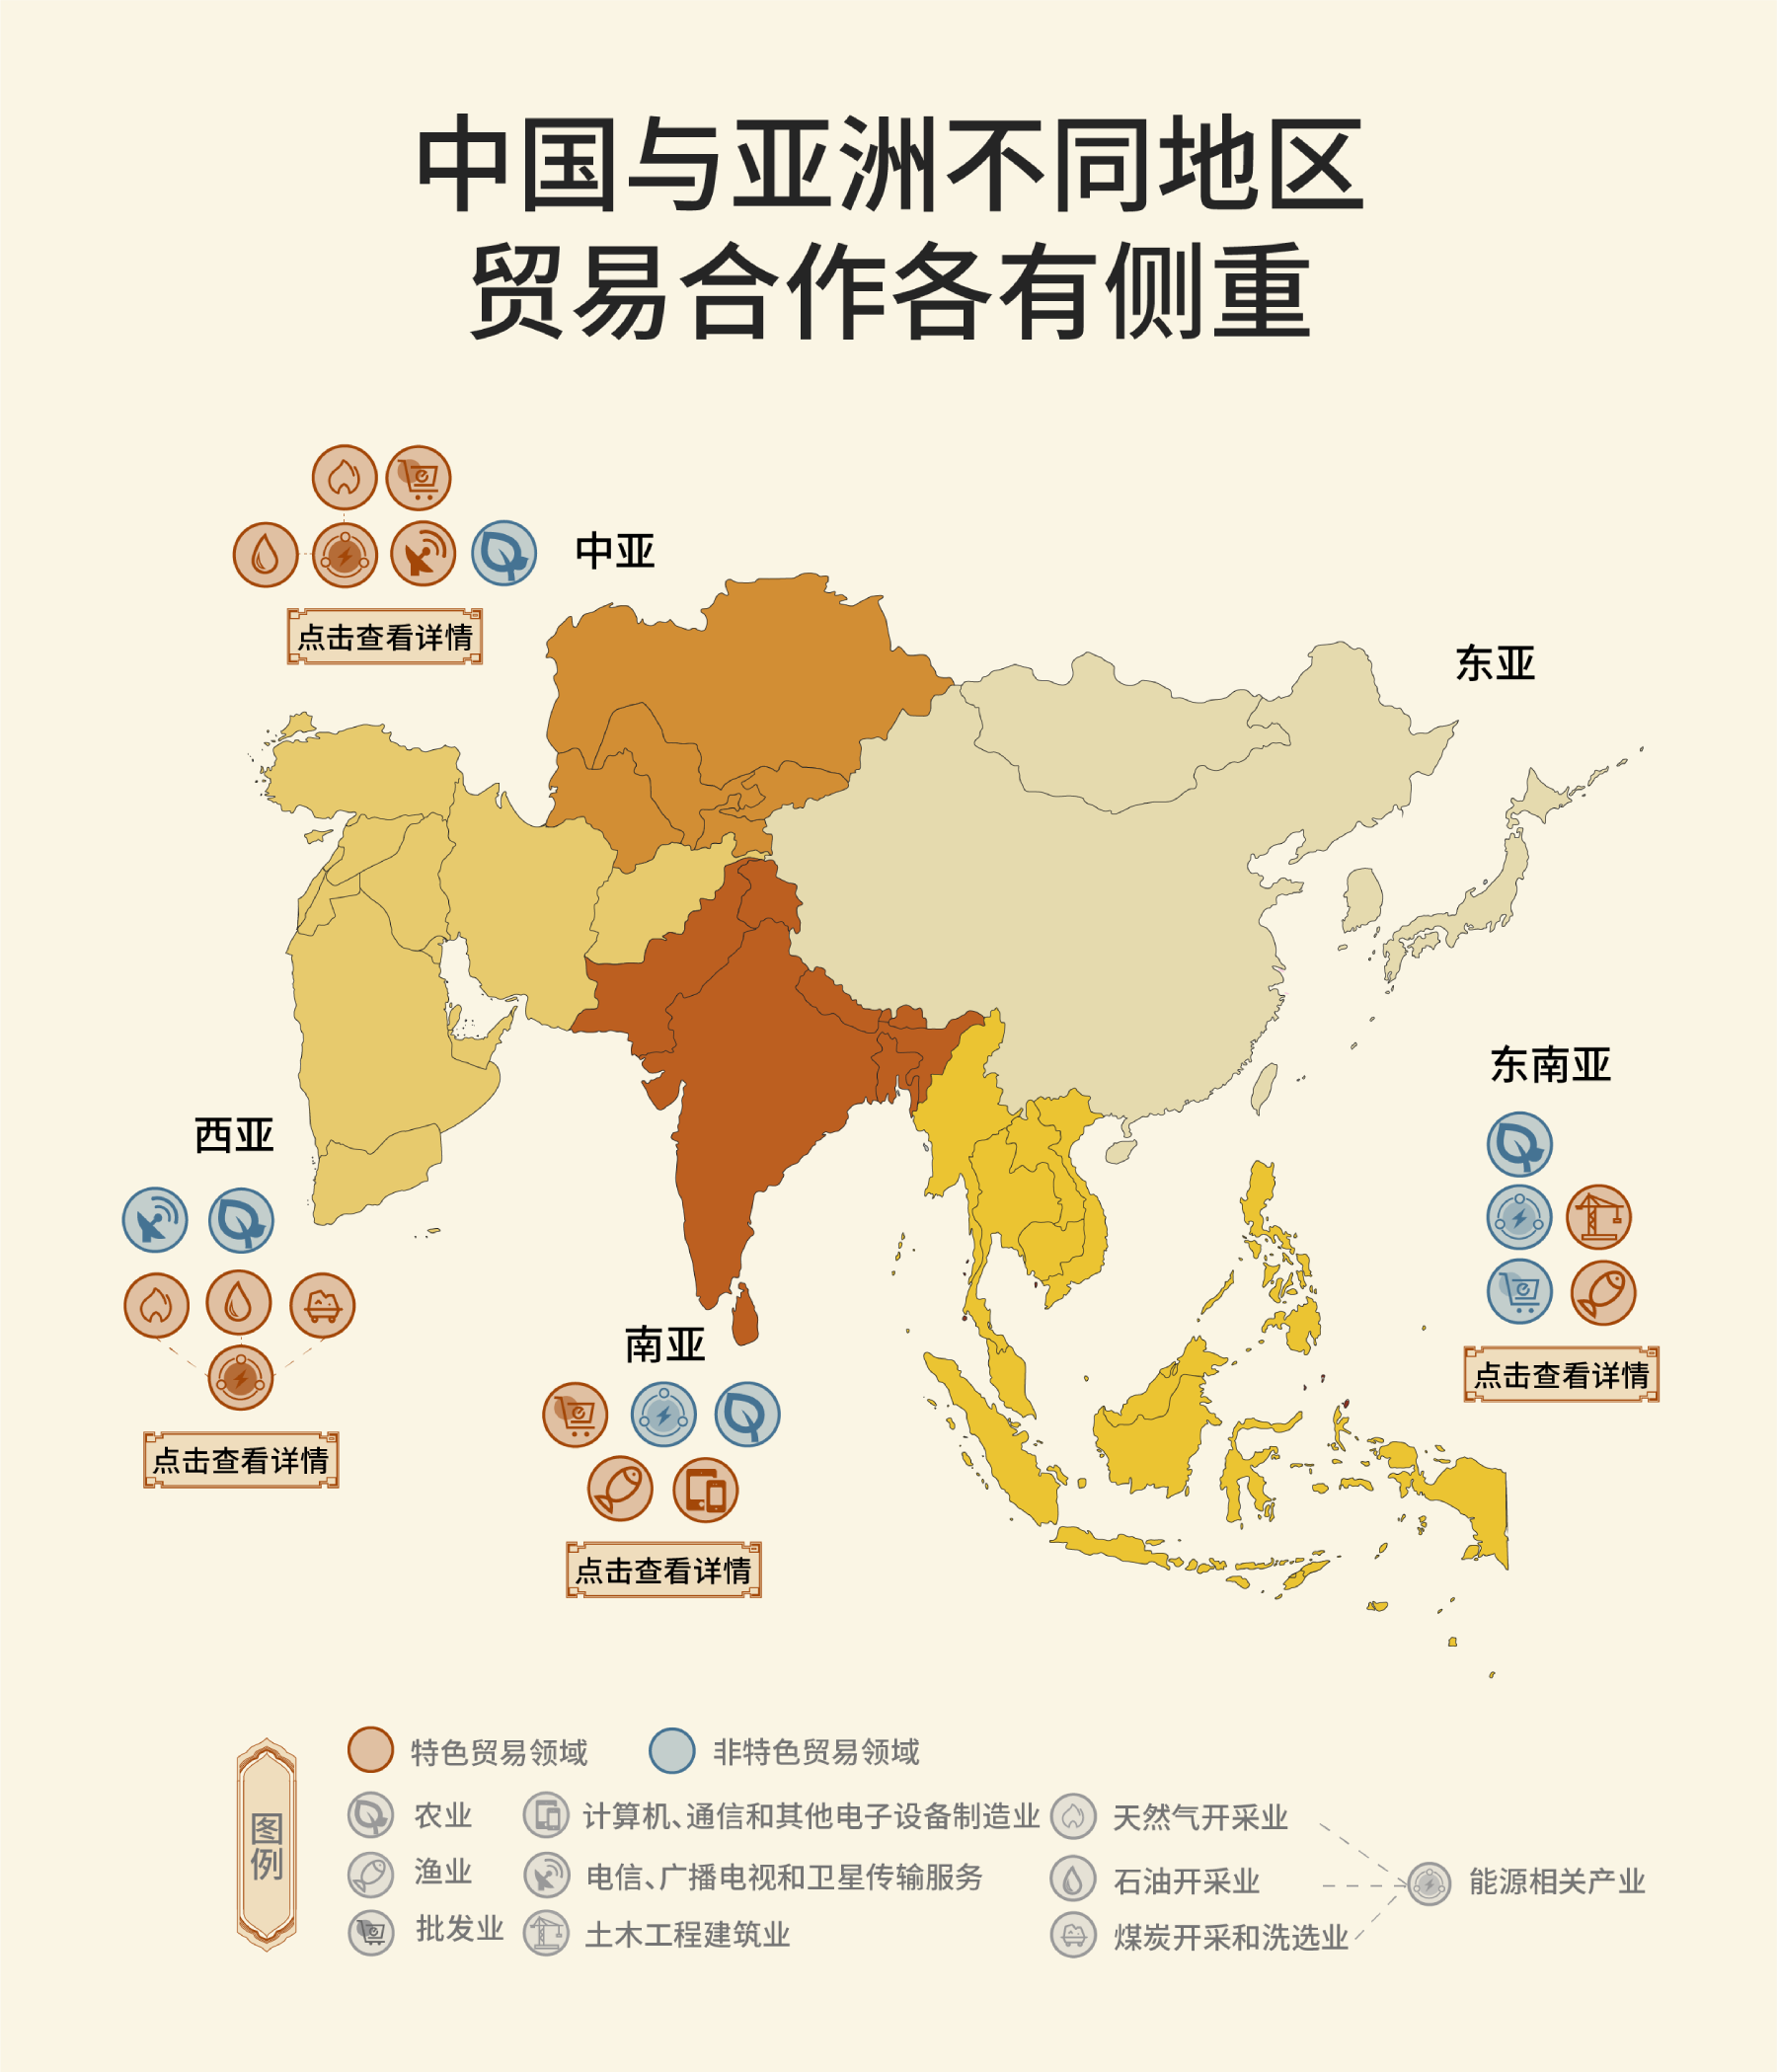 中国与亚洲不同地区
贸易合作各有侧重
中亚
点击查看详情
东亚
东南亚
点击查看详情
西亚
点击查看详情
南亚
点击查看详情
图例
特色贸易领域
非特色贸易领域
农业
计算机、通信和其他电子设备制造业
天然气开采业
渔业
电信、广播电视和卫星传输服务
石油开采业
能源相关产业
批发业
土木工程建筑业
煤炭开采和洗选业